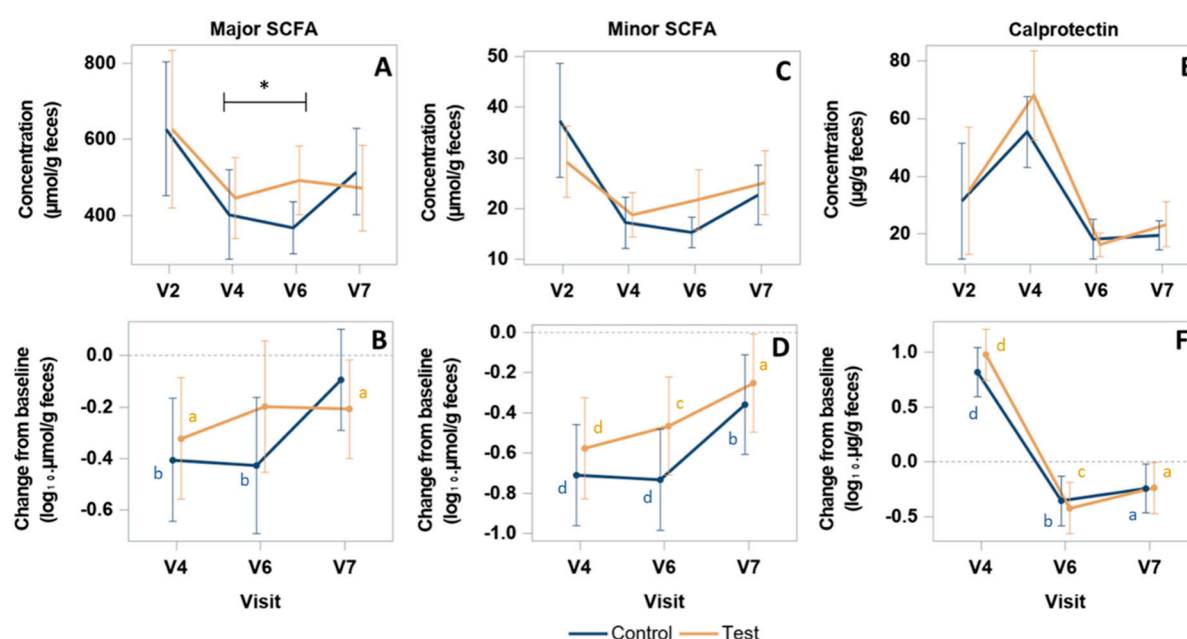 Major SCFA
Minor SCFA
Calprotectin
A
C
E
Concentration
(µmol/g feces)
800
600
400
*
V2 V4 V6 V7
Concentration
(µmol/g feces)
50
40
30
20
10
V2 V4 V6 V7
Concentration
(µg/g feces)
80
60
40
20
V2 V4 V6 V7
B
Change from baseline
(log₁₀.µmol/g feces)
0.0
-0.2
-0.4
-0.6
a
a
b
b
V4 V6 V7
Visit
D
Change from baseline
(log₁₀.µmol/g feces)
0.0
-0.2
-0.4
-0.6
-0.8
-1.0
d
c
a
d
d
b
V4 V6 V7
Visit
F
Change from baseline
(log₁₀.µg/g feces)
1.0
0.5
0.0
-0.5
d
d
c
a
b
a
V4 V6 V7
Visit
Control Test